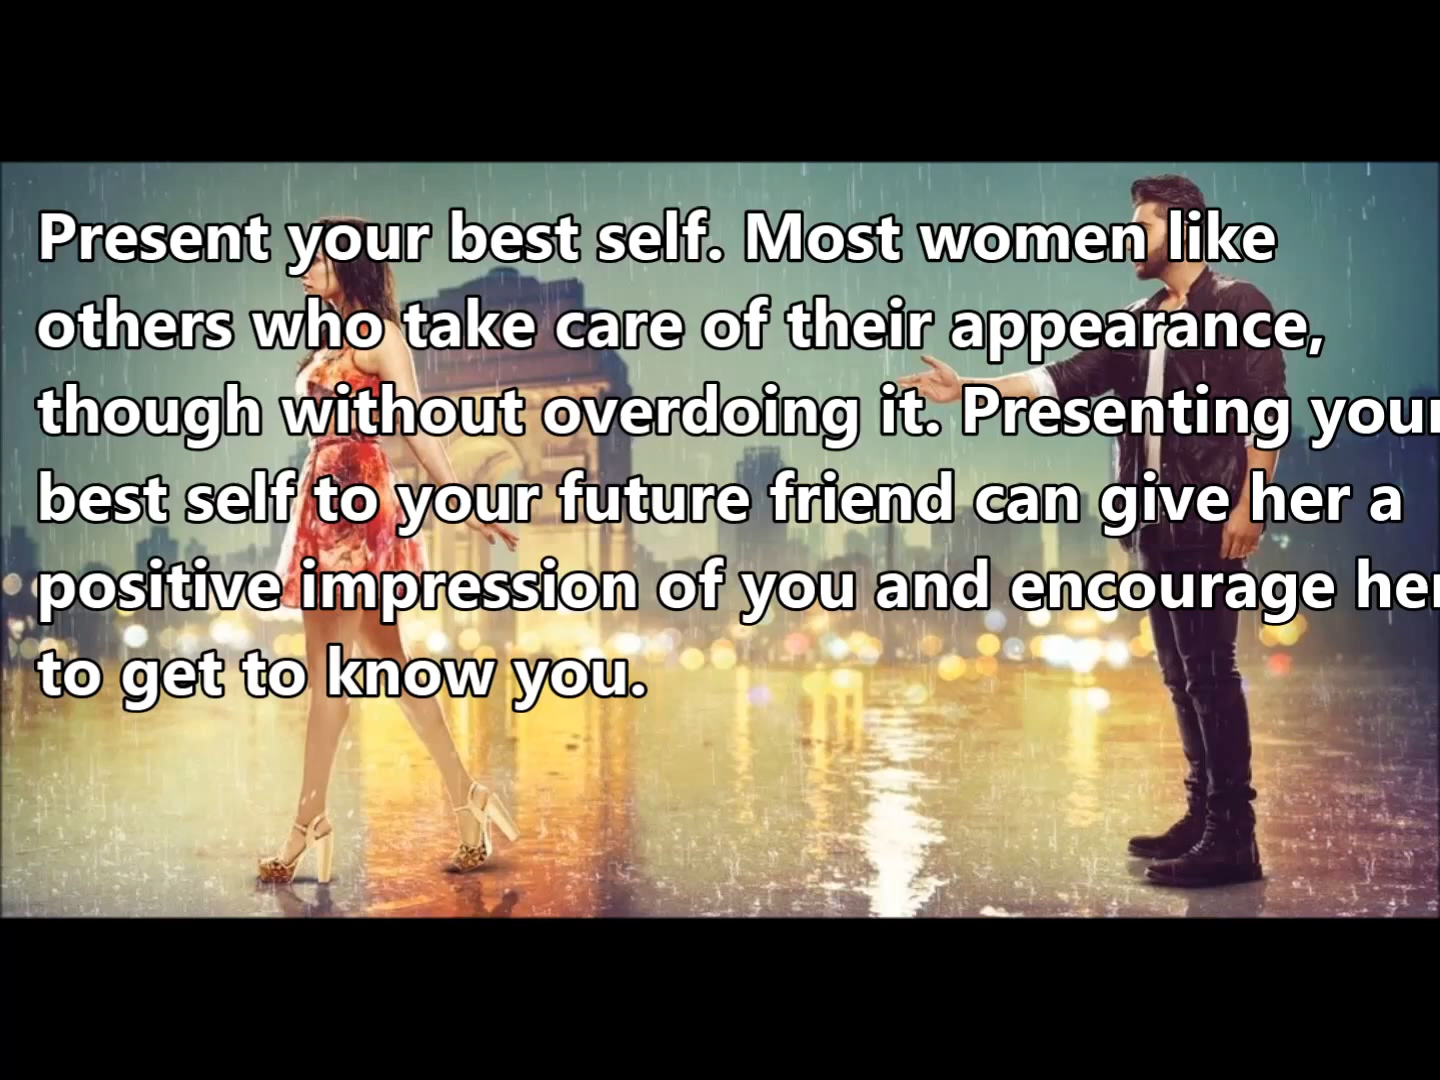 Present your best self. Most women like
others who take care of their appearance,
though without overdoing it. Presenting your
best self to your future friend can give her a
positive impression of you and encourage her
to get to know you.